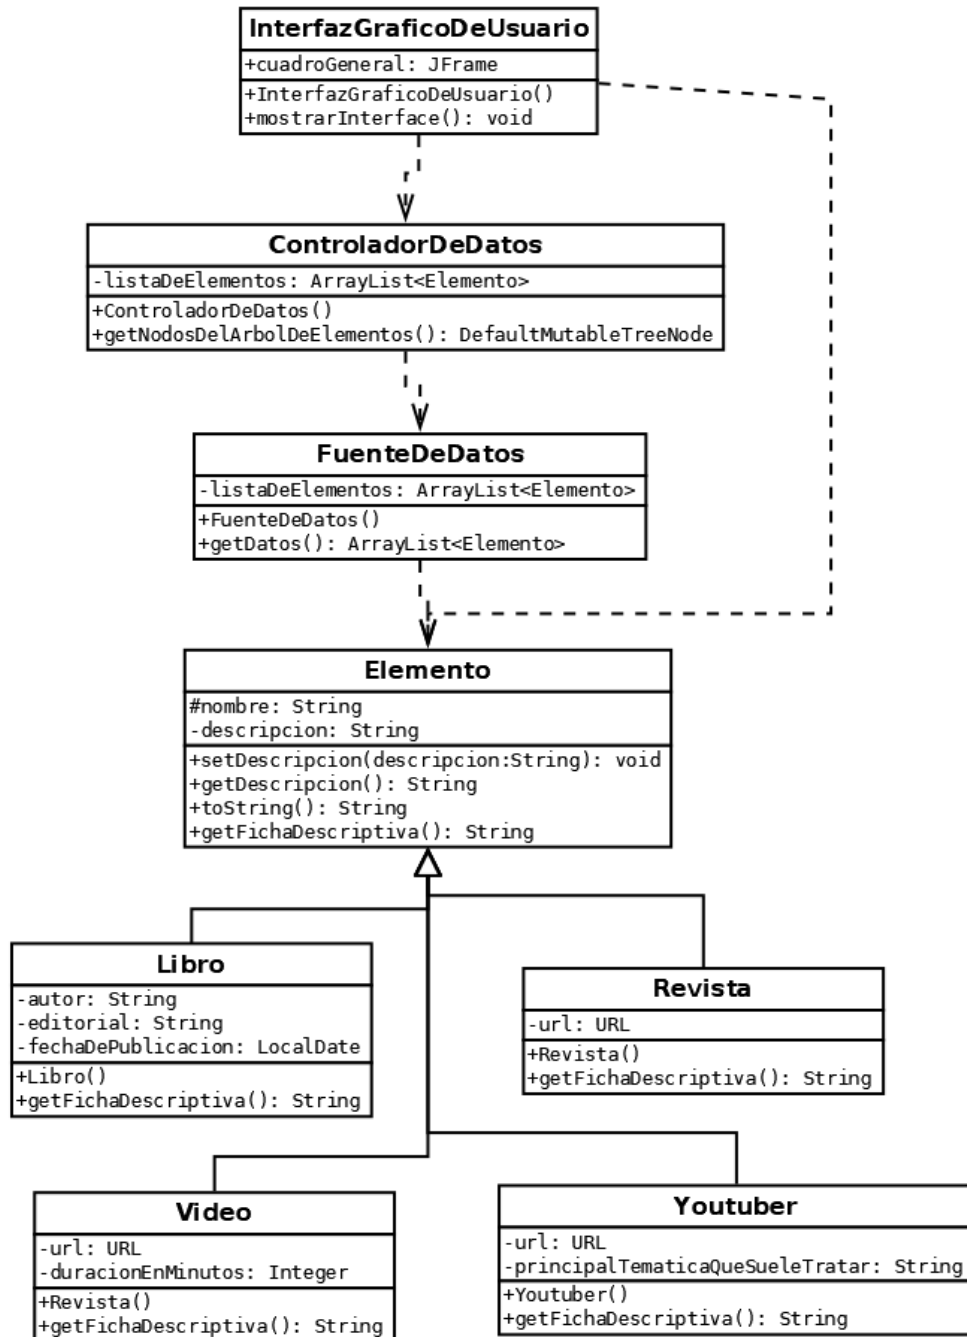 InterfazGraficoDeUsuario
+cuadroGeneral: JFrame
+InterfazGraficoDeUsuario()
+mostrarInterface(): void
ControladorDeDatos
-listaDeElementos: ArrayList<Elemento>
+ControladorDeDatos()
+getNodosDelArbolDeElementos(): DefaultMutableTreeNode
FuenteDeDatos
-listaDeElementos: ArrayList<Elemento>
+FuenteDeDatos()
+getDatos(): ArrayList<Elemento>
Elemento
#nombre: String
-descripcion: String
+setDescripcion(descripcion:String): void
+getDescripcion(): String
+toString(): String
+getFichaDescriptiva(): String
Libro
-autor: String
-editorial: String
-fechaDePublicacion: LocalDate
+Libro()
+getFichaDescriptiva(): String
Revista
-url: URL
+Revista()
+getFichaDescriptiva(): String
Video
-url: URL
-duracionEnMinutos: Integer
+Revista()
+getFichaDescriptiva(): String
Youtuber
-url: URL
-principalTematicaQueSueleTratar: String
+Youtuber()
+getFichaDescriptiva(): String